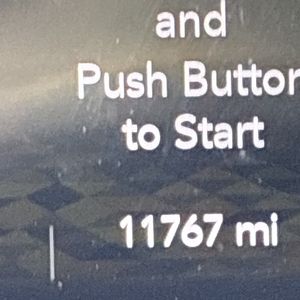 and
Push Button
to Start
11767 mi